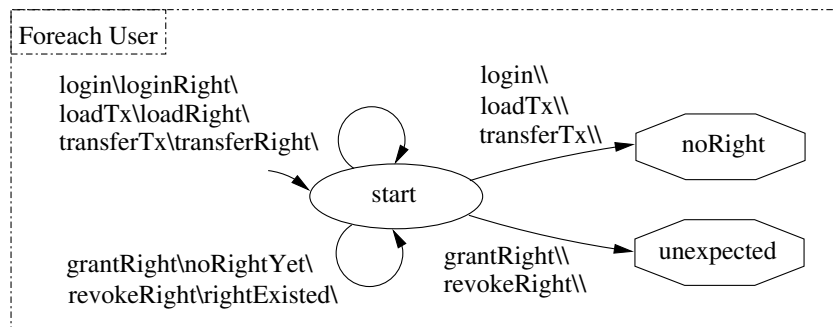 Foreach User
login\loginRight\
loadTx\loadRight\
transferTx\transferRight\
login\\
loadTx\\
transferTx\\
noRight
start
grantRight\noRightYet\
revokeRight\rightExisted\
grantRight\\
revokeRight\\
unexpected